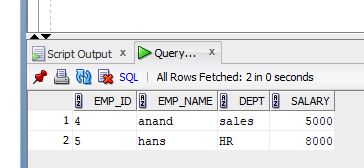 Script Output x Query... x
SQL | All Rows Fetched: 2 in 0 seconds
EMP_ID EMP_NAME DEPT SALARY
1 4 anand sales 5000
2 5 hans HR 8000